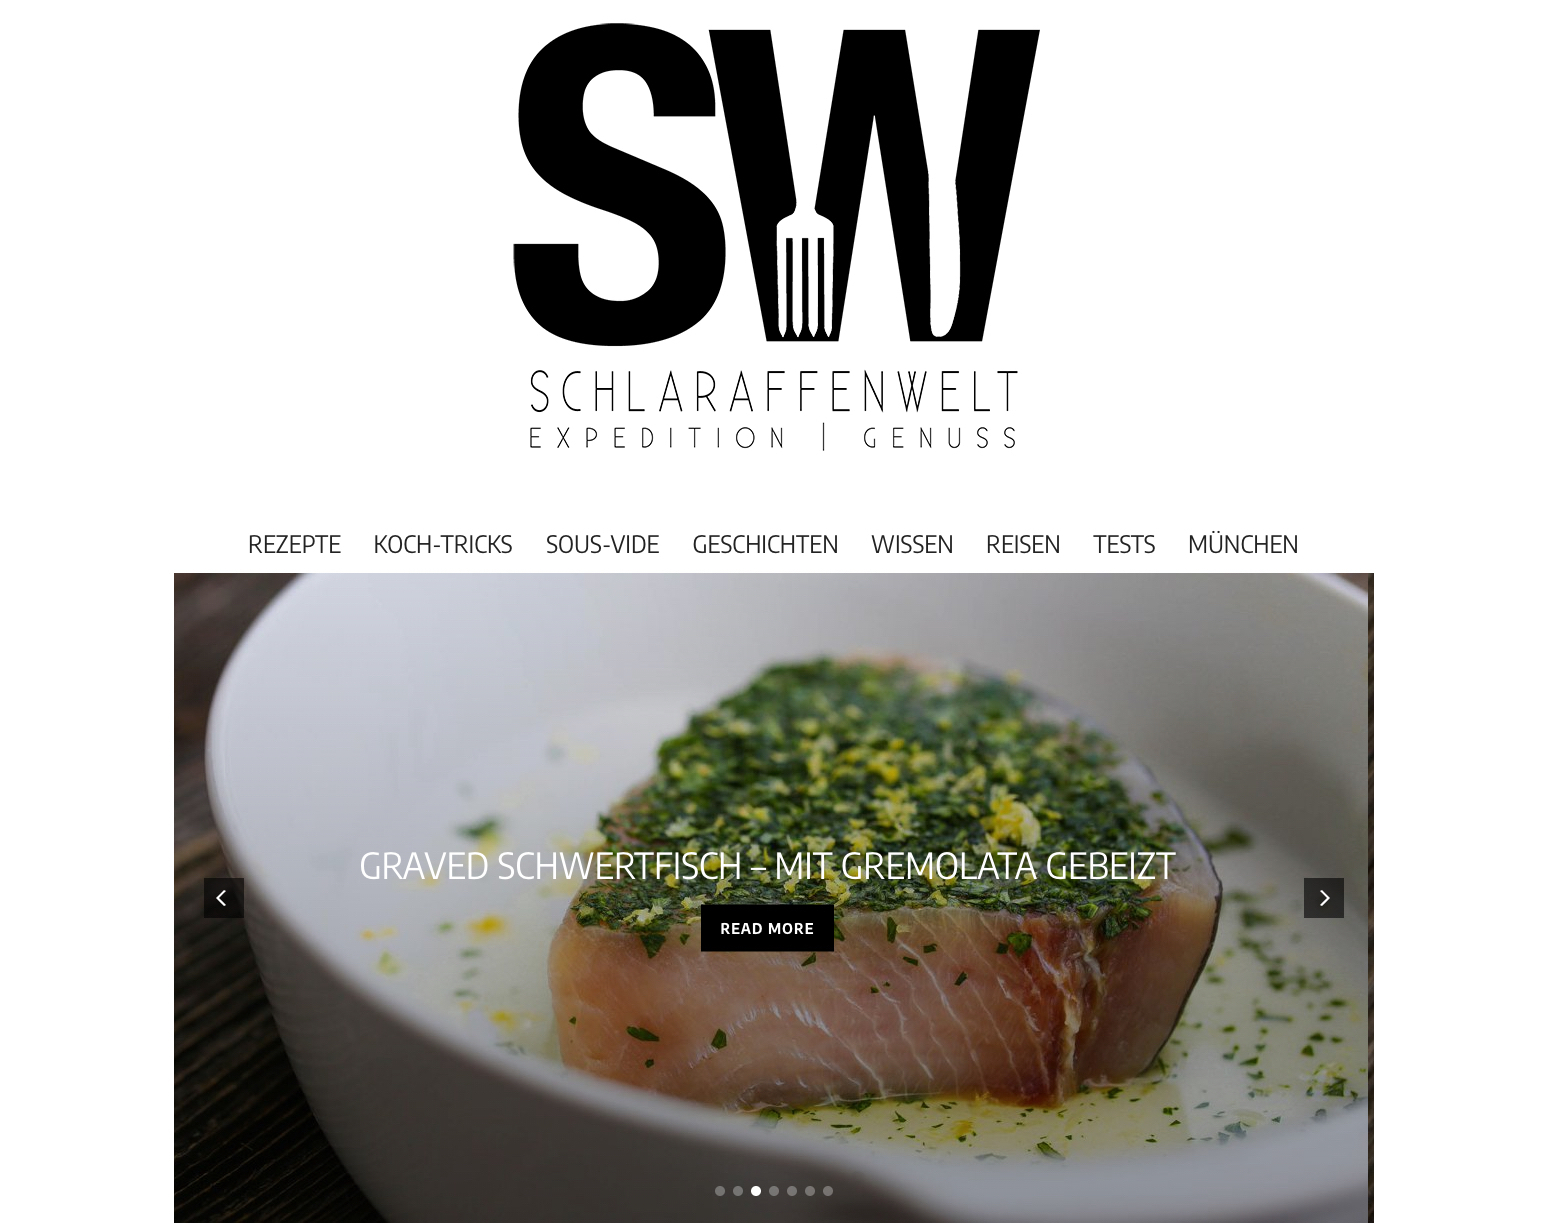 SW
SCHLARAFFENWELT
EXPEDITION | GENUSS
REZEPTE KOCH-TRICKS SOUS-VIDE GESCHICHTEN WISSEN REISEN TESTS MÜNCHEN
GRAVED SCHWERTFISCH – MIT GREMOLATA GEBEIZT
READ MORE